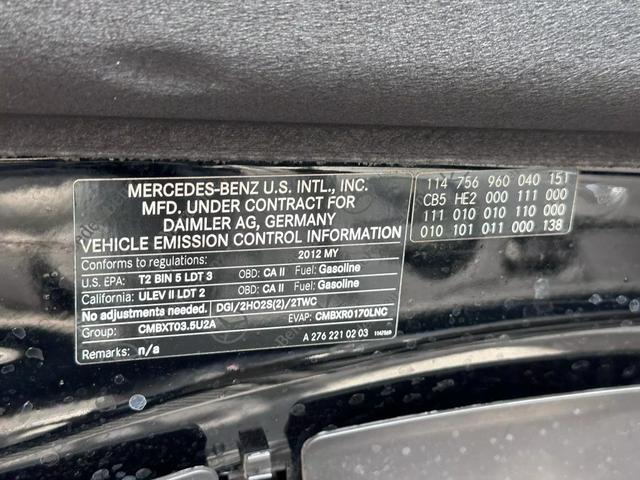 MERCEDES-BENZ U.S. INTL., INC.
MFD. UNDER CONTRACT FOR
DAIMLER AG, GERMANY
VEHICLE EMISSION CONTROL INFORMATION
Conforms to regulations: 2012 MY
U.S. EPA: T2 BIN 5 LDT 3 OBD: CA II Fuel: Gasoline
California: ULEV II LDT 2 OBD: CA II Fuel: Gasoline
No adjustments needed. DGI/2HO2S(2)/2TWC
Group: CMBXT03.5U2A EVAP: CMBXR0170LNC
Remarks: n/a A 276 221 02 03
114 756 960 040 151
CB5 HE2 000 111 000
111 010 010 110 000
010 101 011 000 138